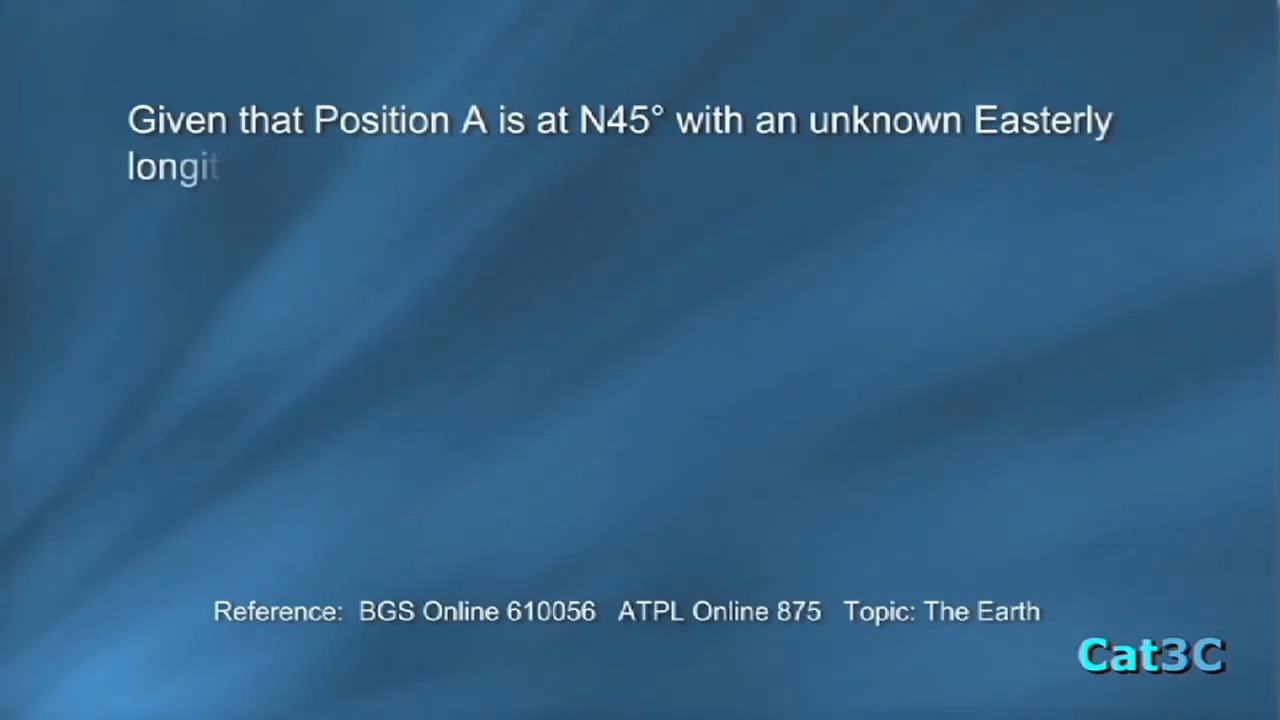 Given that Position A is at N45° with an unknown Easterly
longit
Reference: BGS Online 610056 ATPL Online 875 Topic: The Earth
Cat3C